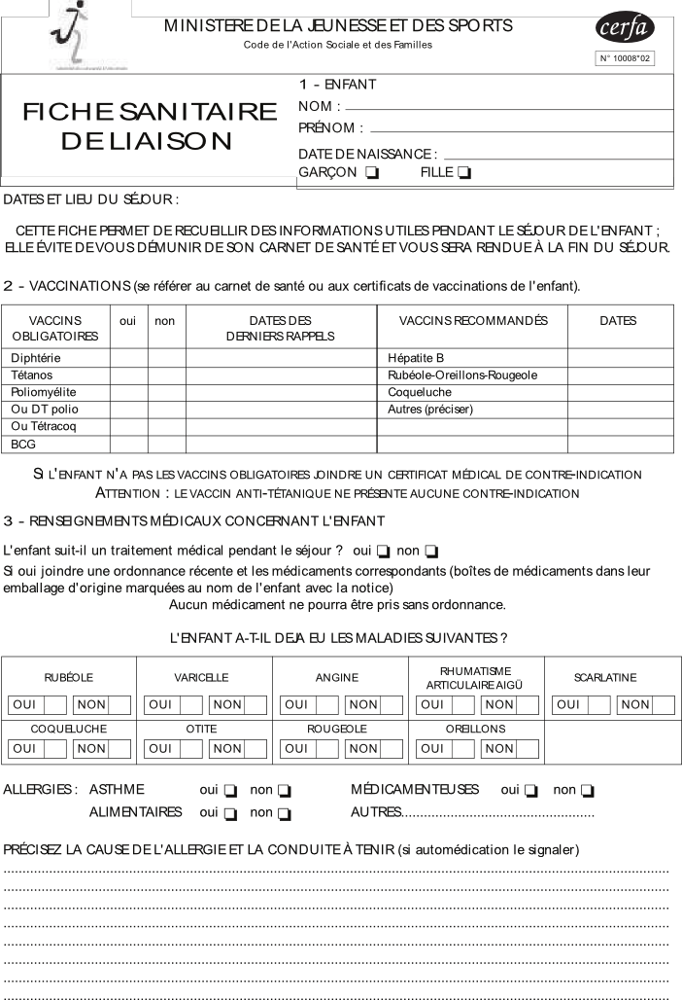 MINISTERE DE LA JEUNESSE ET DES SPORTS
Code de l'Action Sociale et des Familles
cerfa
N° 10008*02
FICHE SANITAIRE
DE LIAISON
1 - ENFANT
NOM :
PRÉNOM :
DATE DE NAISSANCE :
GARÇON FILLE
DATES ET LIEU DU SÉJOUR :
CETTE FICHE PERMET DE RECUEILLIR DES INFORMATIONS UTILES PENDANT LE SÉJOUR DE L'ENFANT ;
ELLE ÉVITE DE VOUS DÉMUNIR DE SON CARNET DE SANTÉ ET VOUS SERA RENDUE À LA FIN DU SÉJOUR.
2 - VACCINATIONS (se référer au carnet de santé ou aux certificats de vaccinations de l'enfant).
VACCINS OBLIGATOIRES oui non DATES DES DERNIERS RAPPELS VACCINS RECOMMANDÉS DATES
Diphtérie Hépatite B
Tétanos Rubéole-Oreillons-Rougeole
Poliomyélite Coqueluche
Ou DT polio Autres (préciser)
Ou Tétracoq
BCG
SI L'ENFANT N'A PAS LES VACCINS OBLIGATOIRES JOINDRE UN CERTIFICAT MÉDICAL DE CONTRE-INDICATION
ATTENTION : LE VACCIN ANTI-TÉTANIQUE NE PRÉSENTE AUCUNE CONTRE-INDICATION
3 - RENSEIGNEMENTS MÉDICAUX CONCERNANT L'ENFANT
L'enfant suit-il un traitement médical pendant le séjour ? oui non
Si oui joindre une ordonnance récente et les médicaments correspondants (boîtes de médicaments dans leur
emballage d'origine marquées au nom de l'enfant avec la notice)
Aucun médicament ne pourra être pris sans ordonnance.
L'ENFANT A-T-IL DEJA EU LES MALADIES SUIVANTES ?
RUBÉOLE VARICELLE ANGINE RHUMATISME ARTICULAIRE AIGÜ SCARLATINE
OUI NON OUI NON OUI NON OUI NON OUI NON
COQUELUCHE OTITE ROUGEOLE OREILLONS
OUI NON OUI NON OUI NON OUI NON
ALLERGIES : ASTHME oui non MÉDICAMENTEUSES oui non
ALIMENTAIRES oui non AUTRES..................................................
PRÉCISEZ LA CAUSE DE L'ALLERGIE ET LA CONDUITE À TENIR (si automédication le signaler)